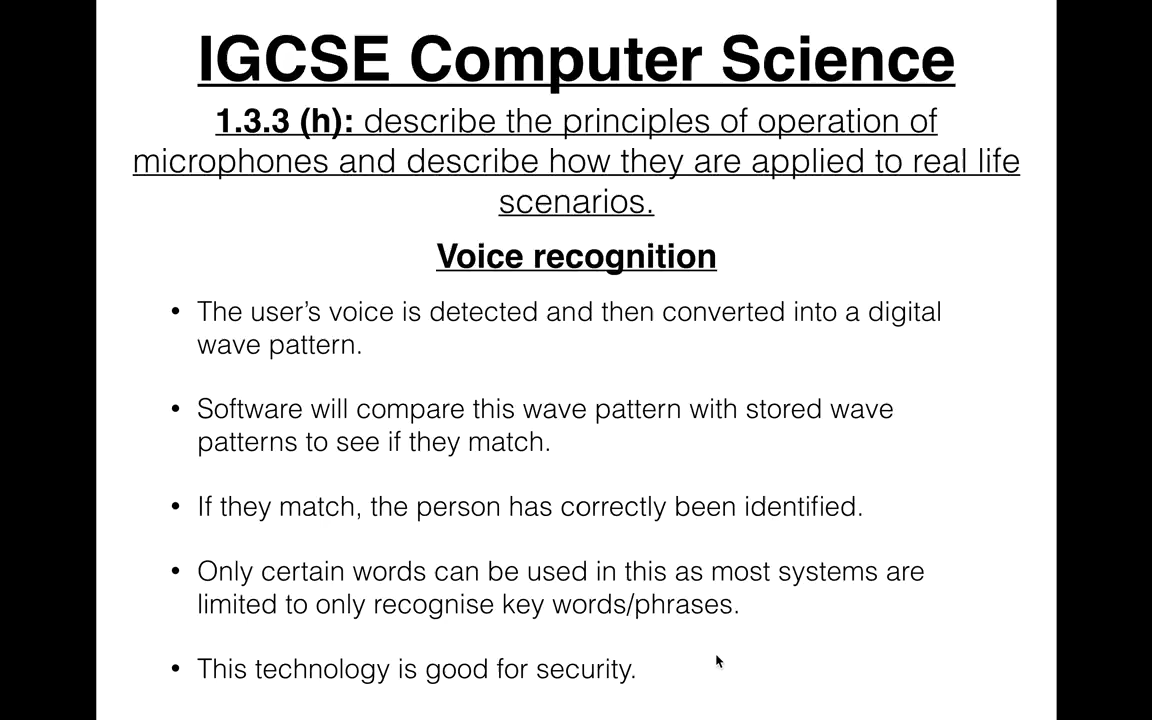 IGCSE Computer Science
1.3.3 (h): describe the principles of operation of
microphones and describe how they are applied to real life
scenarios.
Voice recognition
• The user’s voice is detected and then converted into a digital
wave pattern.
• Software will compare this wave pattern with stored wave
patterns to see if they match.
• If they match, the person has correctly been identified.
• Only certain words can be used in this as most systems are
limited to only recognise key words/phrases.
• This technology is good for security.